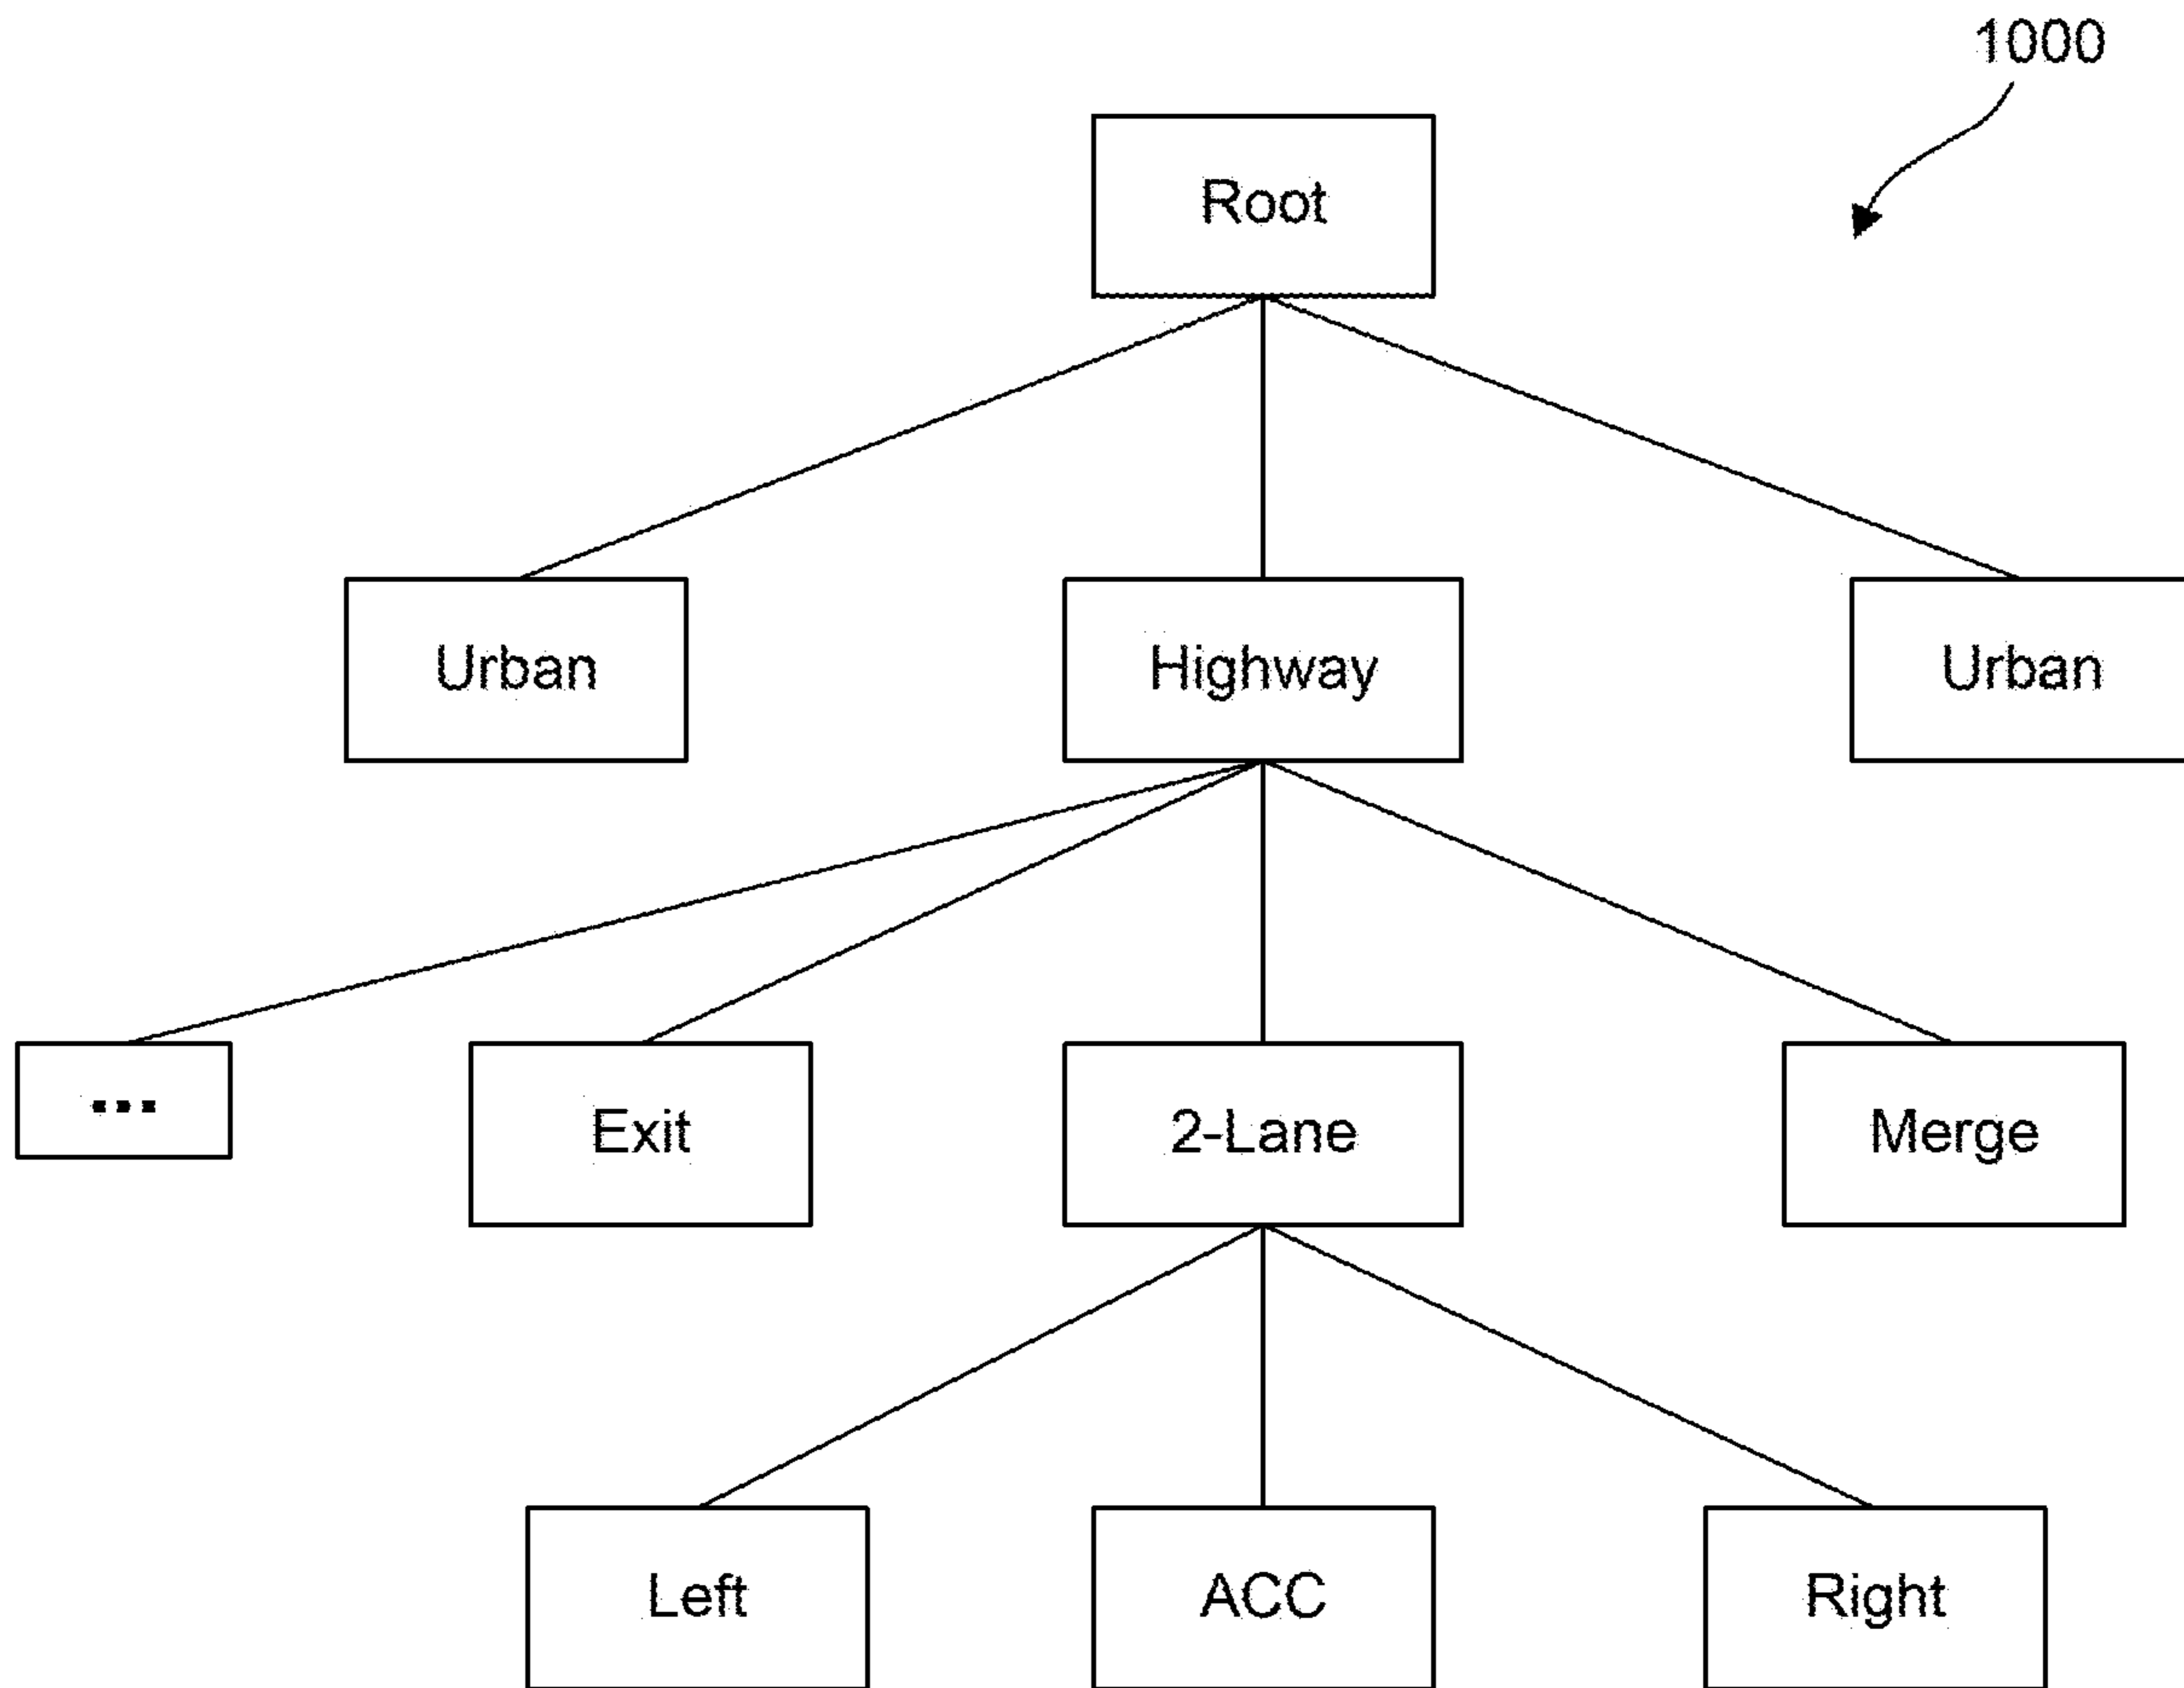 1000
Root
Urban
Highway
Urban
...
Exit
2-Lane
Merge
Left
ACC
Right